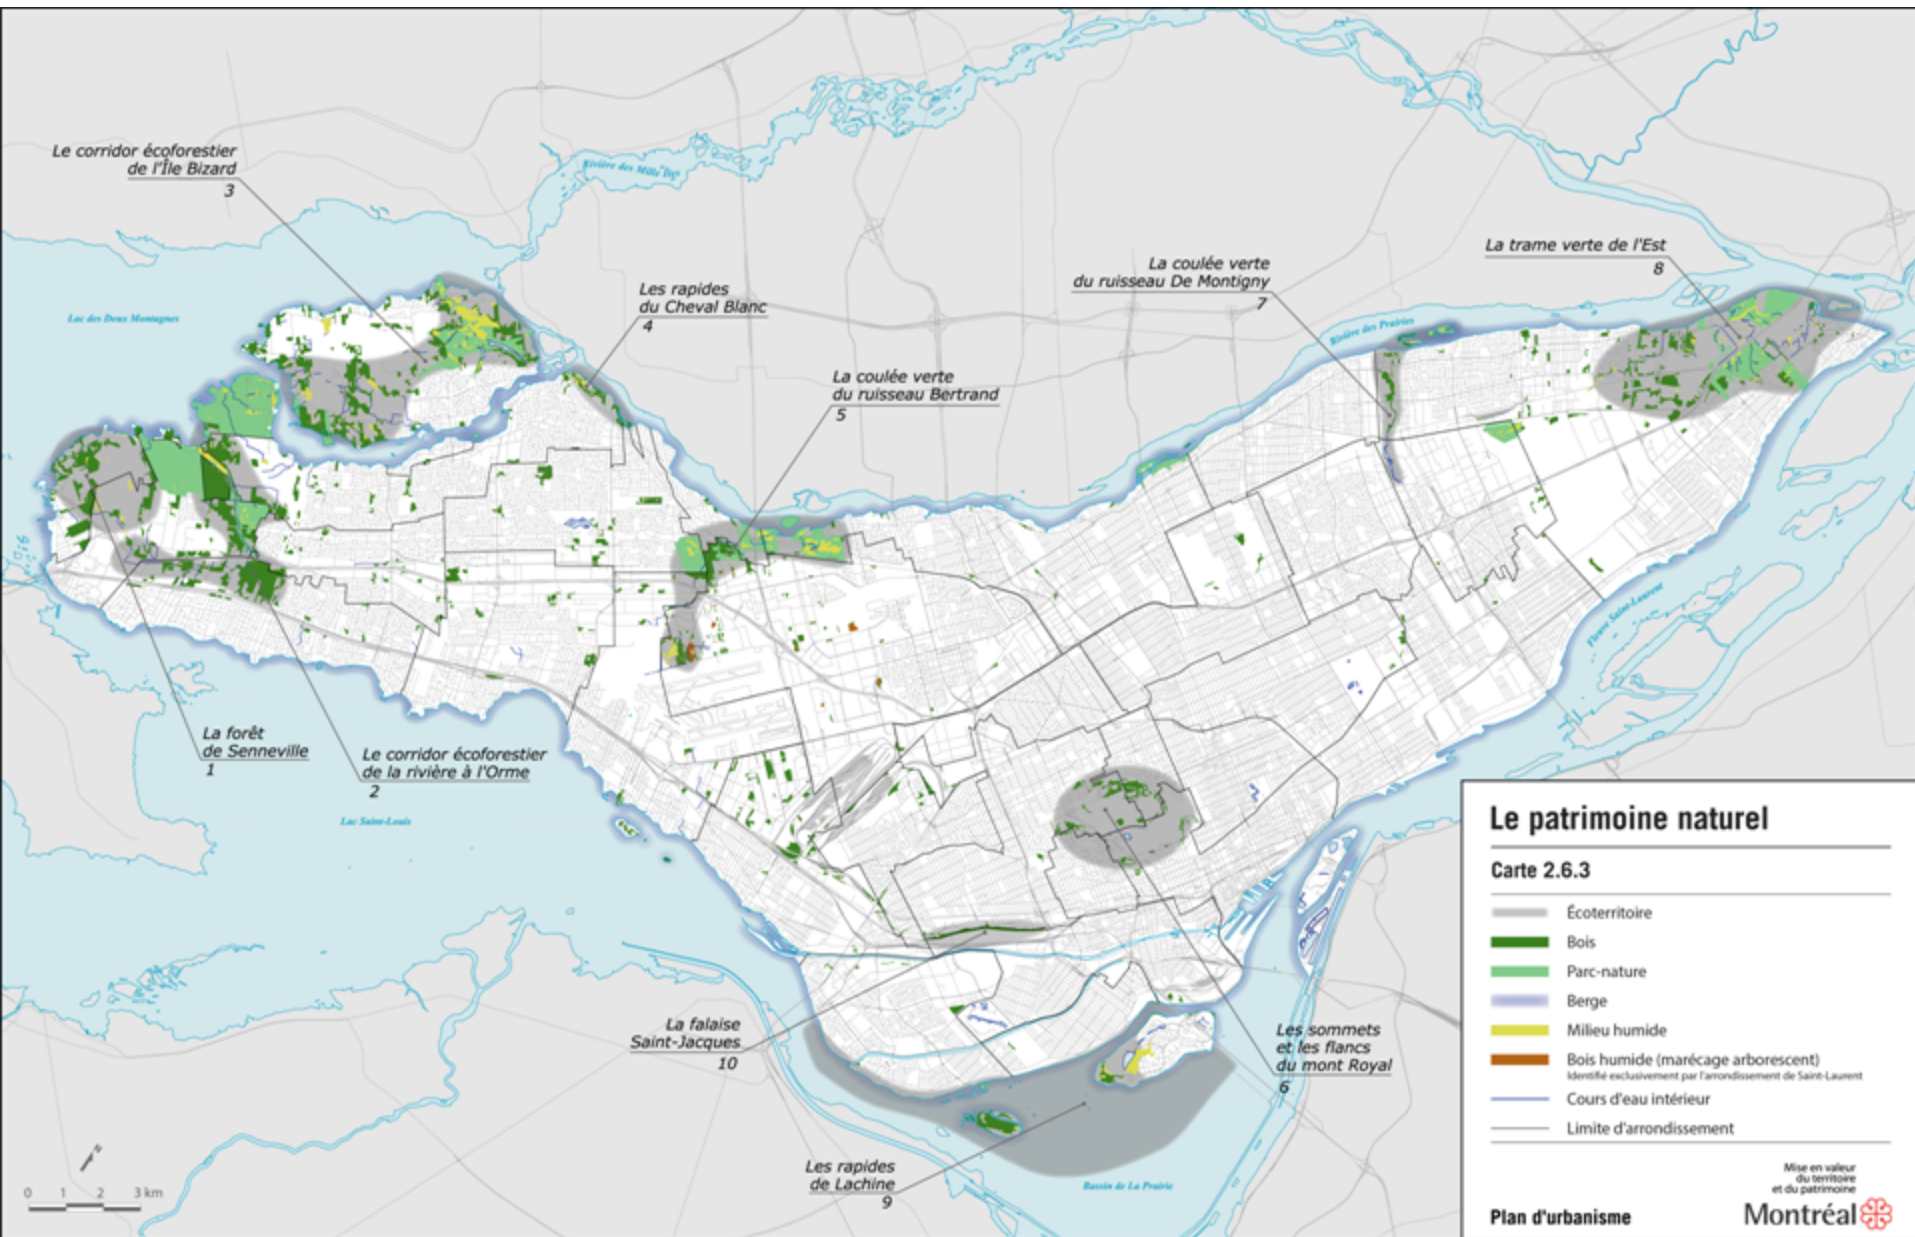 Le corridor écoforestier
de l'Île Bizard
3
Rivière des Mille Îles
La trame verte de l'Est
8
La coulée verte
du ruisseau De Montigny
7
Les rapides
du Cheval Blanc
4
Lac des Deux Montagnes
Rivière des Prairies
La coulée verte
du ruisseau Bertrand
5
Fleuve Saint-Laurent
La forêt
de Senneville
1
Le corridor écoforestier
de la rivière à l'Orme
2
Lac Saint-Louis
La falaise
Saint-Jacques
10
Les sommets
et les flancs
du mont Royal
6
Les rapides
de Lachine
9
Bassin de La Prairie
N
0 1 2 3 km
Le patrimoine naturel
Carte 2.6.3
Écoterritoire
Bois
Parc-nature
Berge
Milieu humide
Bois humide (marécage arborescent)
Identifié exclusivement par l'arrondissement de Saint-Laurent
Cours d'eau intérieur
Limite d'arrondissement
Mise en valeur
du territoire
et du patrimoine
Plan d'urbanisme
Montréal